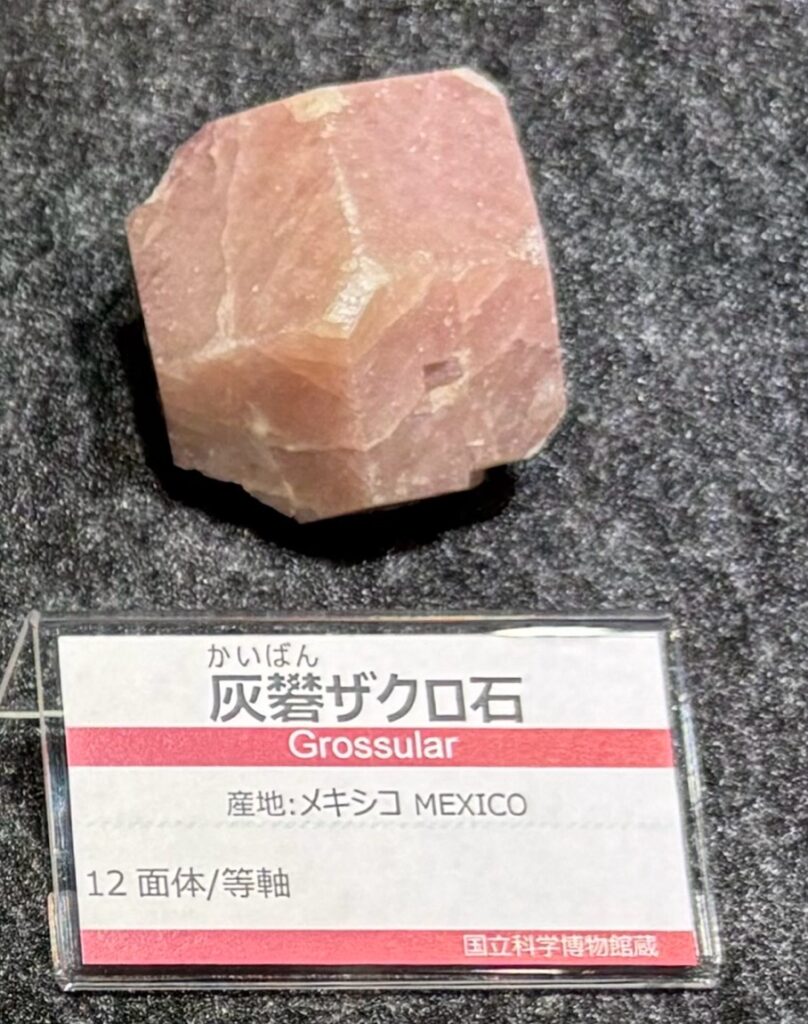 かいばん
灰礬ザクロ石
Grossular
産地:メキシコ MEXICO
12 面体/等軸
国立科学博物館蔵